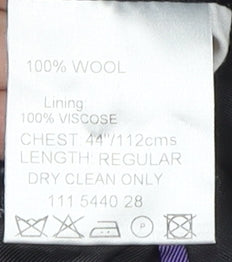 100% WOOL
Lining:
100% VISCOSE
CHEST: 44"/112cms
LENGTH: REGULAR
DRY CLEAN ONLY
111 5440 28